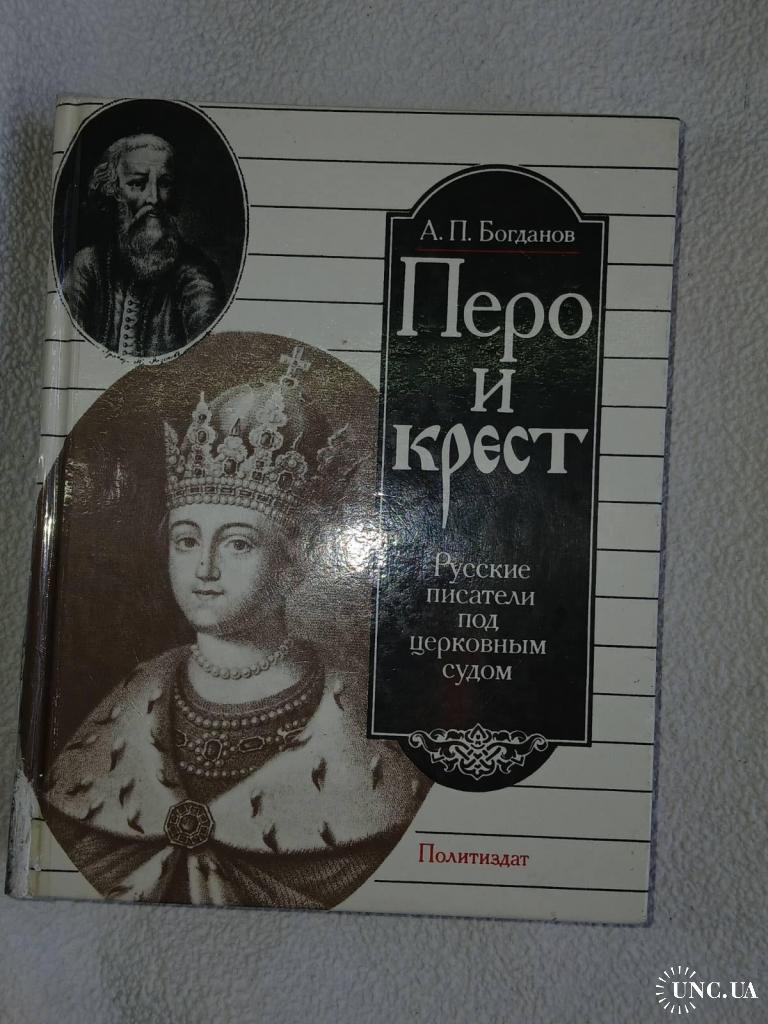 А. П. Богданов
Перо
и
крест
Русские
писатели
под
церковным
судом
Политиздат
UNC.UA